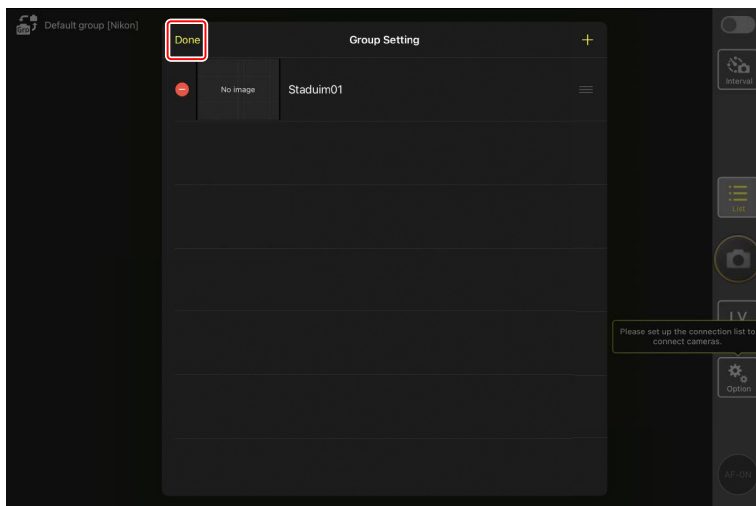 Grp
Default group [Nikon]
Done
Group Setting
+
No image
Staduim01
Interval
List
LV
Please set up the connection list to
connect cameras.
Option
AF-ON